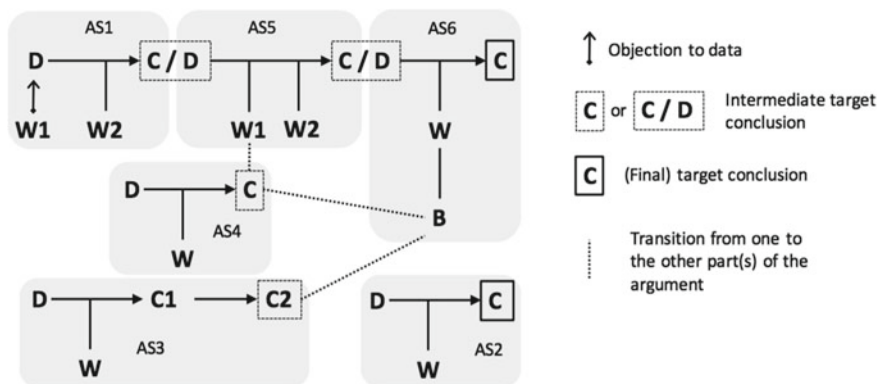 AS1 AS5 AS6
D C / D C / D C
W1 W2 W1 W2 W
D C B
AS4
W
D C1 C2 D C
AS3 AS2
W W
Objection to data
C or C / D Intermediate target
conclusion
C (Final) target conclusion
Transition from one to
the other part(s) of the
argument